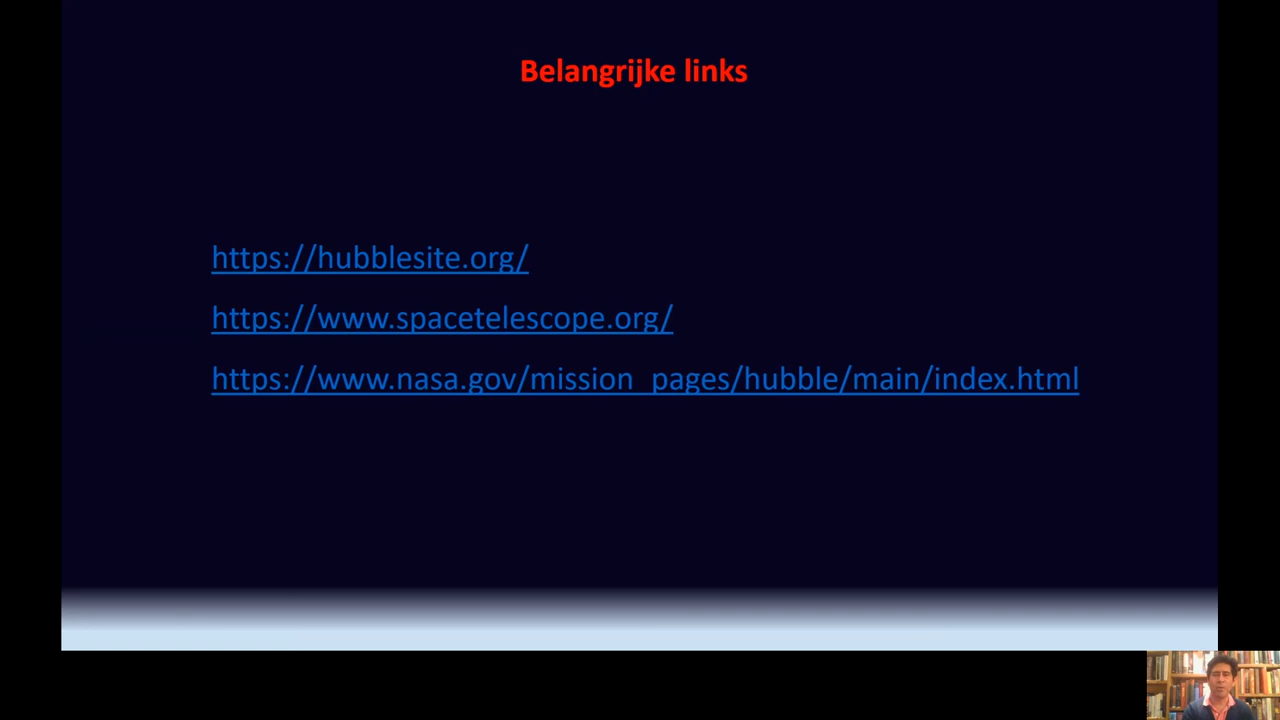 Belangrijke links
https://hubblesite.org/
https://www.spacetelescope.org/
https://www.nasa.gov/mission_pages/hubble/main/index.html